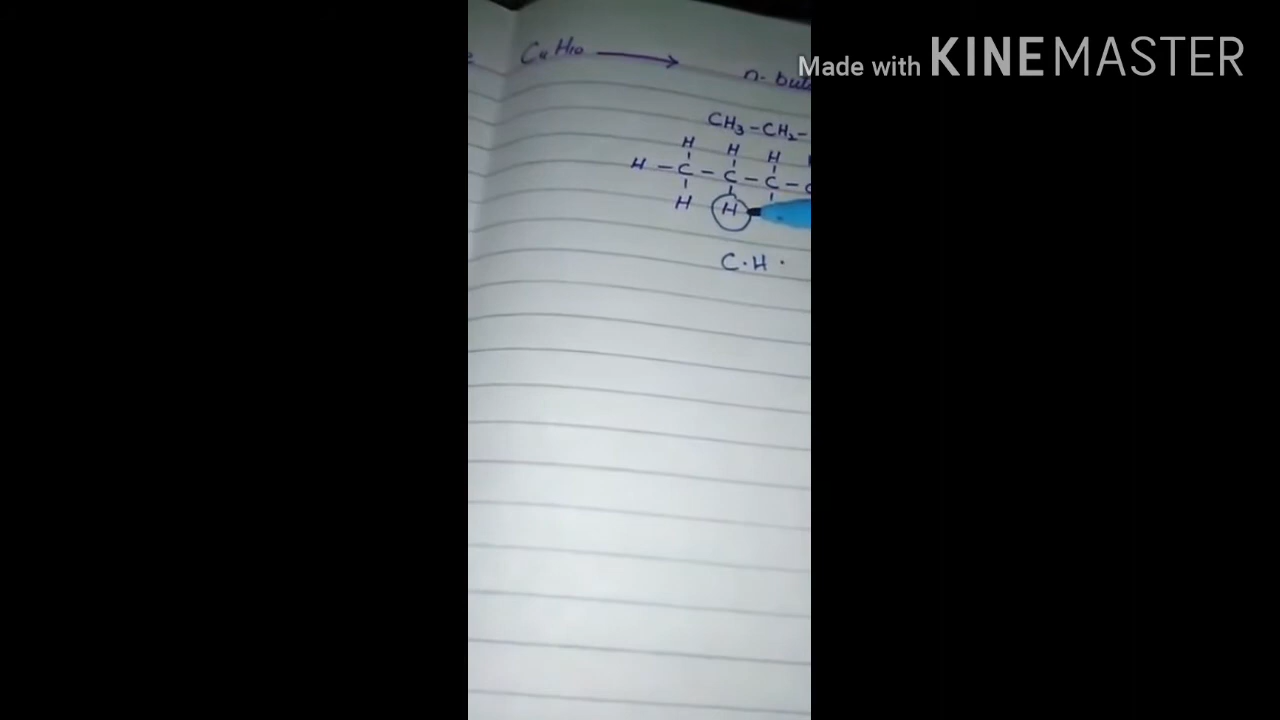 Made with KINEMASTER
C₄H₁₀ ⟶
CH₃ - CH₂ -
H H H
H - C - C - C -
H H
C · H ·